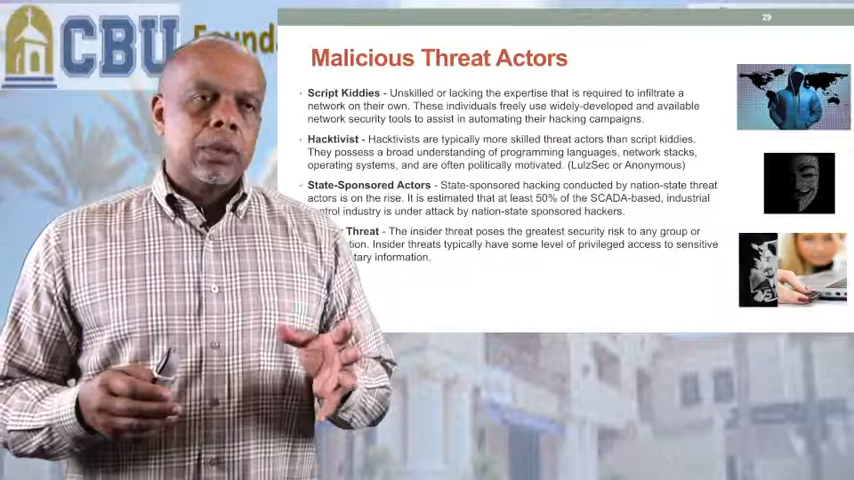 CBU Founda
29
Malicious Threat Actors
Script Kiddies - Unskilled or lacking the expertise that is required to infiltrate a
network on their own. These individuals freely use widely-developed and available
network security tools to assist in automating their hacking campaigns.
Hacktivist - Hacktivists are typically more skilled threat actors than script kiddies.
They possess a broad understanding of programming languages, network stacks,
operating systems, and are often politically motivated. (LulzSec or Anonymous)
State-Sponsored Actors - State-sponsored hacking conducted by nation-state threat
actors is on the rise. It is estimated that at least 50% of the SCADA-based, industrial
ntrol industry is under attack by nation-state sponsored hackers.
r Threat - The insider threat poses the greatest security risk to any group or
tion. Insider threats typically have some level of privileged access to sensitive
tary information.